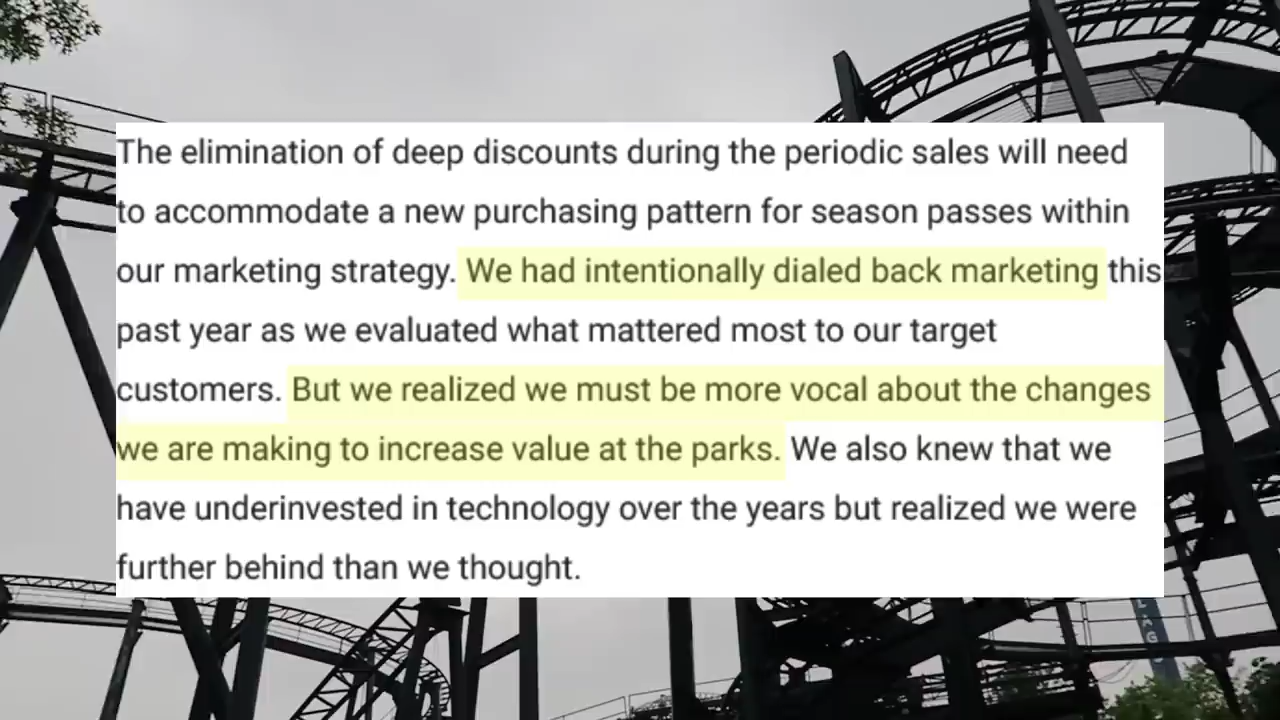 The elimination of deep discounts during the periodic sales will need
to accommodate a new purchasing pattern for season passes within
our marketing strategy. We had intentionally dialed back marketing this
past year as we evaluated what mattered most to our target
customers. But we realized we must be more vocal about the changes
we are making to increase value at the parks. We also knew that we
have underinvested in technology over the years but realized we were
further behind than we thought.